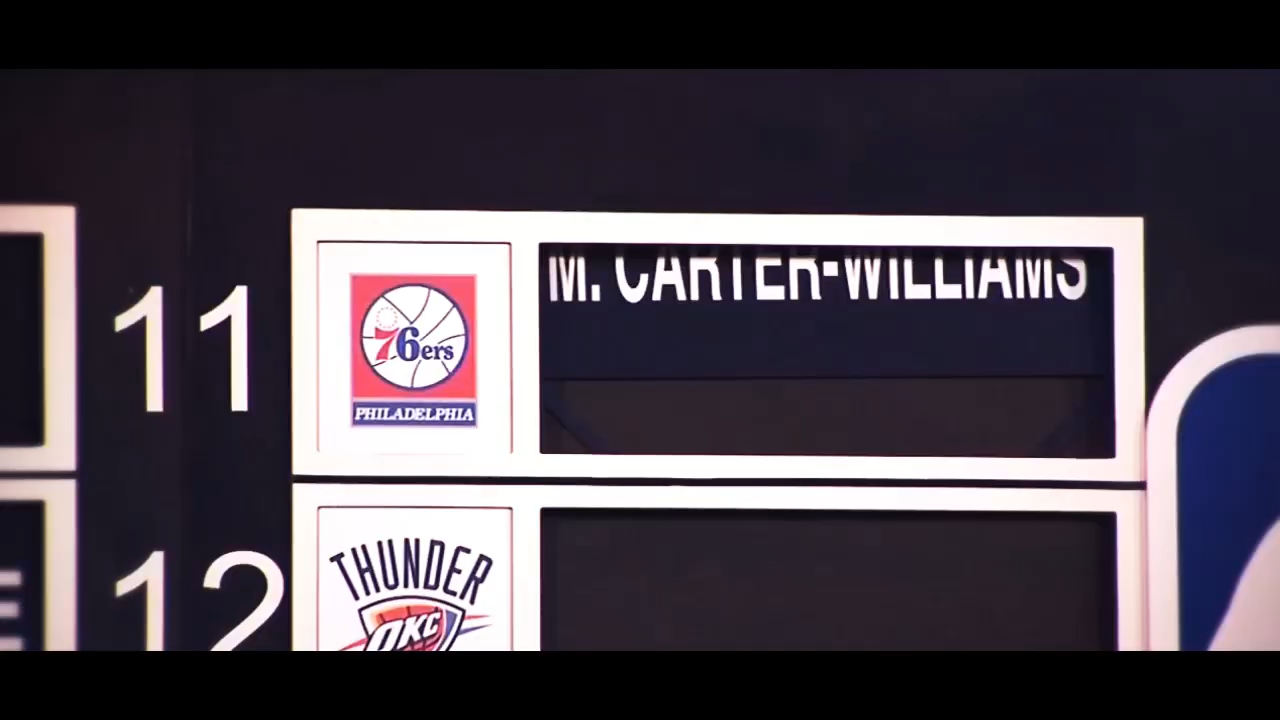 11
76ers
PHILADELPHIA
M. CARTER-WILLIAMS
12
THUNDER
OKC